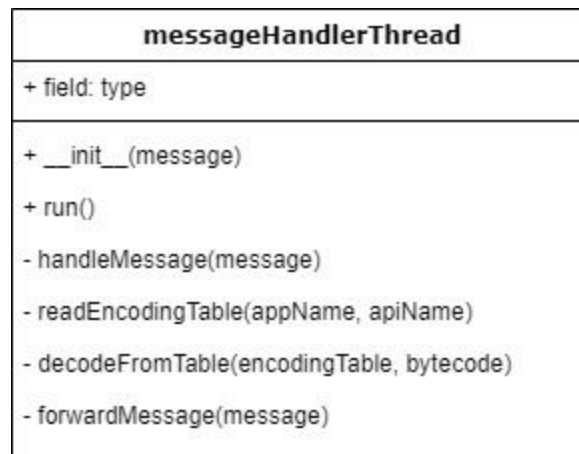 messageHandlerThread
+ field: type
+ __init__(message)
+ run()
- handleMessage(message)
- readEncodingTable(appName, apiName)
- decodeFromTable(encodingTable, bytecode)
- forwardMessage(message)